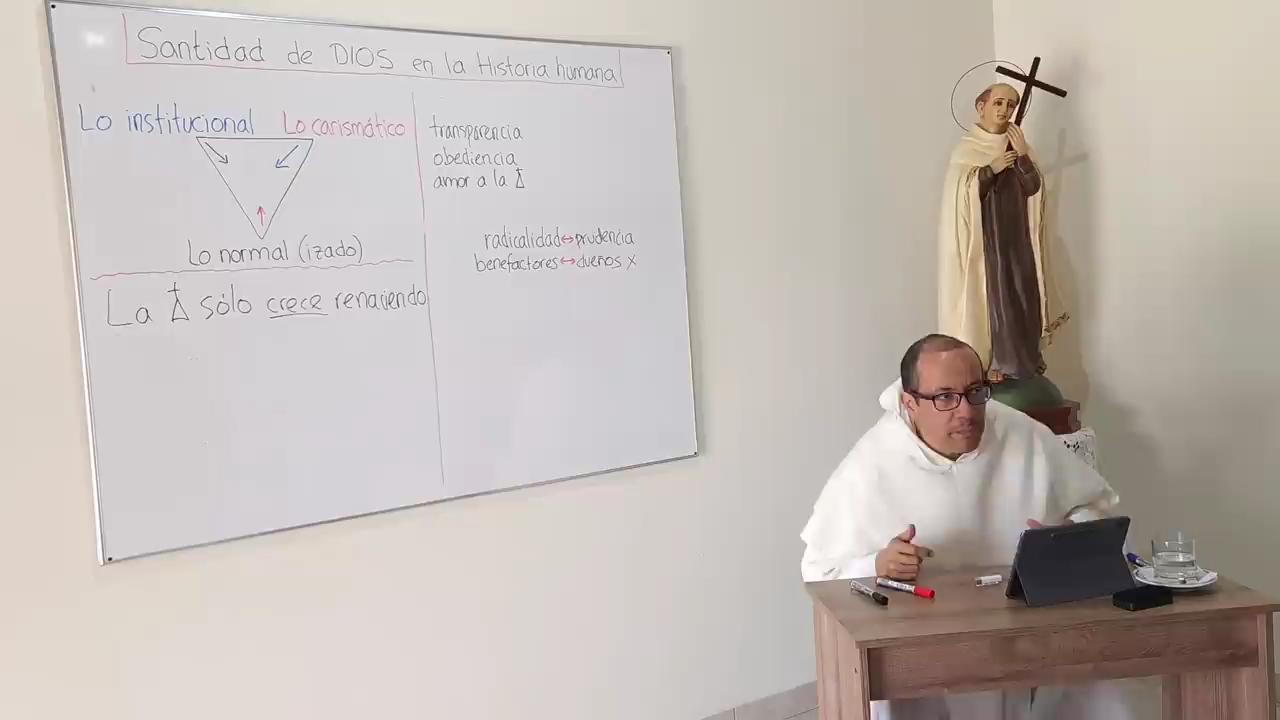 Santidad de DIOS en la Historia humana
Lo institucional
Lo carismático
Lo normal (izado)
La sólo crece renaciendo
transparencia
obediencia
amor a la
radicalidad↔prudencia
benefactores↔dueños x